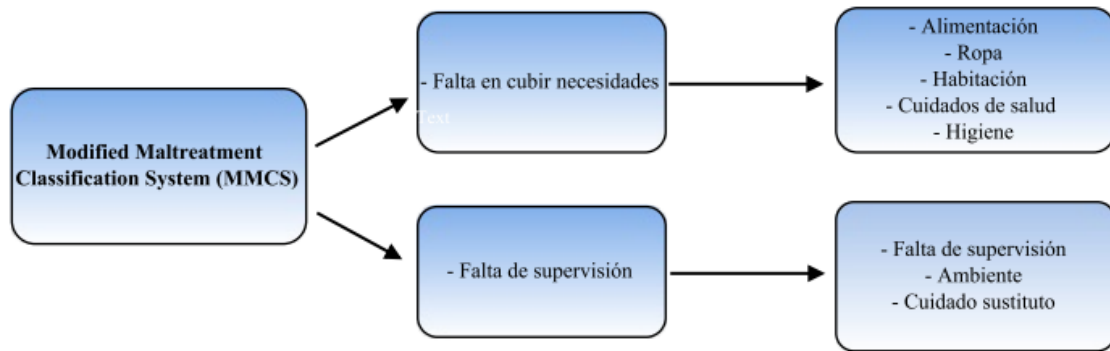 Modified Maltreatment
Classification System (MMCS)
- Falta en cubir necesidades
Text
- Alimentación
- Ropa
- Habitación
- Cuidados de salud
- Higiene
- Falta de supervisión
- Falta de supervisión
- Ambiente
- Cuidado sustituto